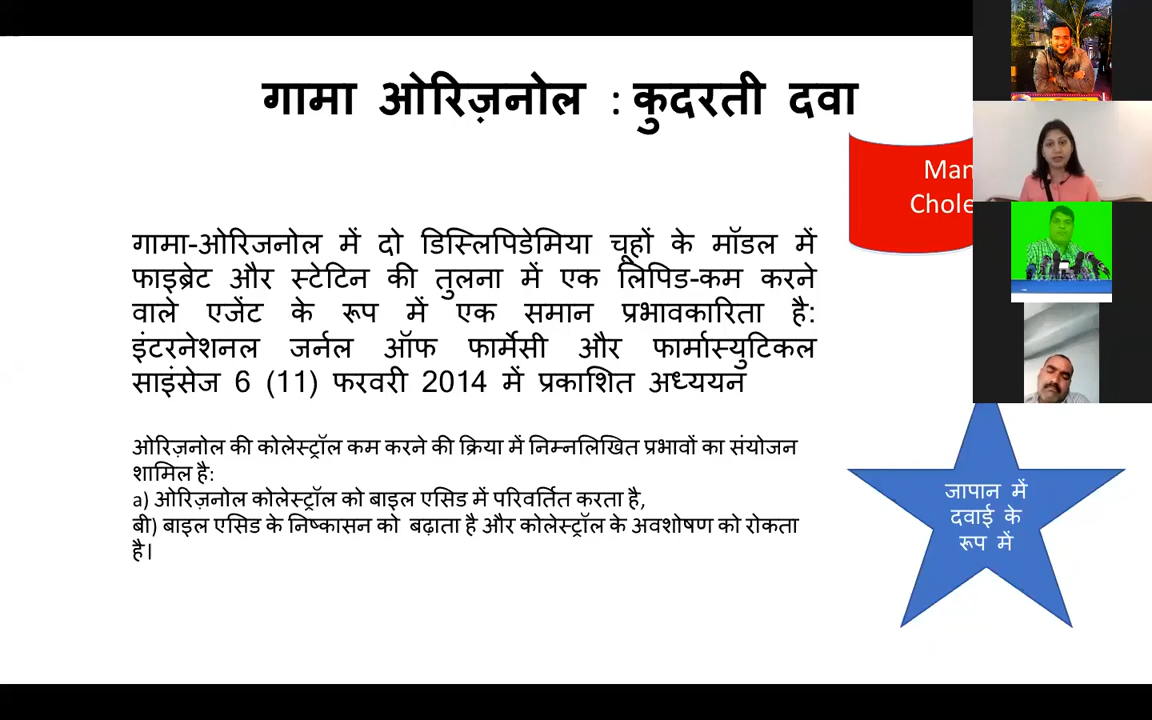 गामा ओरिज़नोल : कुदरती दवा
गामा-ओरिजनोल में दो डिस्लिपिडेमिया चूहों के मॉडल में
फाइब्रेट और स्टेटिन की तुलना में एक लिपिड-कम करने
वाले एजेंट के रूप में एक समान प्रभावकारिता है:
इंटरनेशनल जर्नल ऑफ फार्मेसी और फार्मास्युटिकल
साइंसेज 6 (11) फरवरी 2014 में प्रकाशित अध्ययन
ओरिज़नोल की कोलेस्ट्रॉल कम करने की क्रिया में निम्नलिखित प्रभावों का संयोजन
शामिल है:
a) ओरिज़नोल कोलेस्ट्रॉल को बाइल एसिड में परिवर्तित करता है,
बी) बाइल एसिड के निष्कासन को बढ़ाता है और कोलेस्ट्रॉल के अवशोषण को रोकता
है।
जापान में
दवाई के
रूप में